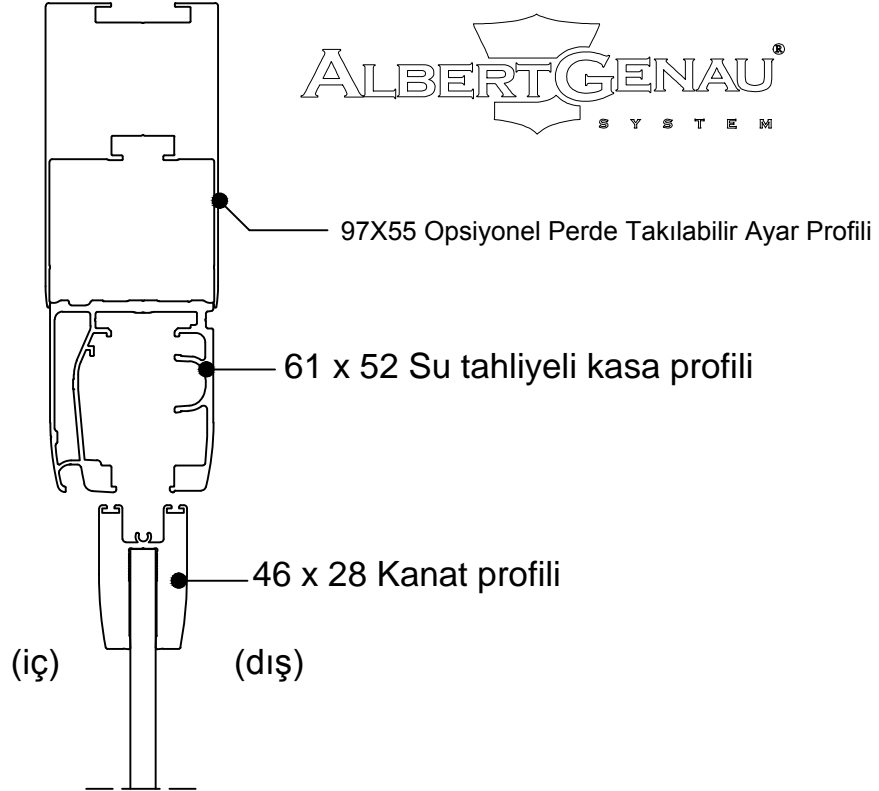 ALBERTGENAU®
SYSTEM
97X55 Opsiyonel Perde Takılabilir Ayar Profili
61 x 52 Su tahliyeli kasa profili
46 x 28 Kanat profili
(iç) (dış)